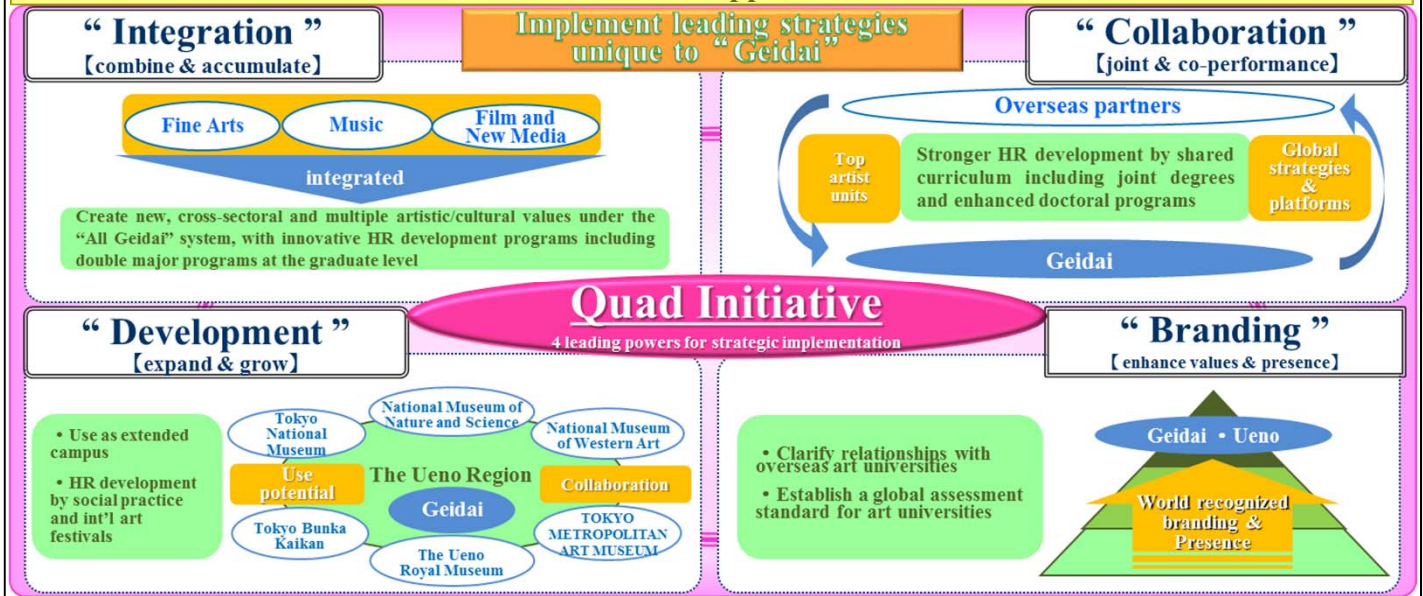 Implement leading strategies
unique to “Geidai”
“ Integration ”
【combine & accumulate】
Fine Arts
Music
Film and
New Media
integrated
Create new, cross-sectoral and multiple artistic/cultural values under the
“All Geidai” system, with innovative HR development programs including
double major programs at the graduate level
“ Collaboration ”
【joint & co-performance】
Overseas partners
Top
artist
units
Stronger HR development by shared
curriculum including joint degrees
and enhanced doctoral programs
Global
strategies
&
platforms
Geidai
Quad Initiative
4 leading powers for strategic implementation
“ Development ”
【expand & grow】
• Use as extended
campus
• HR development
by social practice
and int’l art
festivals
Tokyo
National
Museum
National Museum of
Nature and Science
National Museum
of Western Art
Use
potential
The Ueno Region
Collaboration
Geidai
Tokyo Bunka
Kaikan
The Ueno
Royal Museum
TOKYO
METROPOLITAN
ART MUSEUM
“ Branding ”
【 enhance values & presence】
• Clarify relationships with
overseas art universities
• Establish a global assessment
standard for art universities
Geidai ・Ueno
World recognized
branding &
Presence